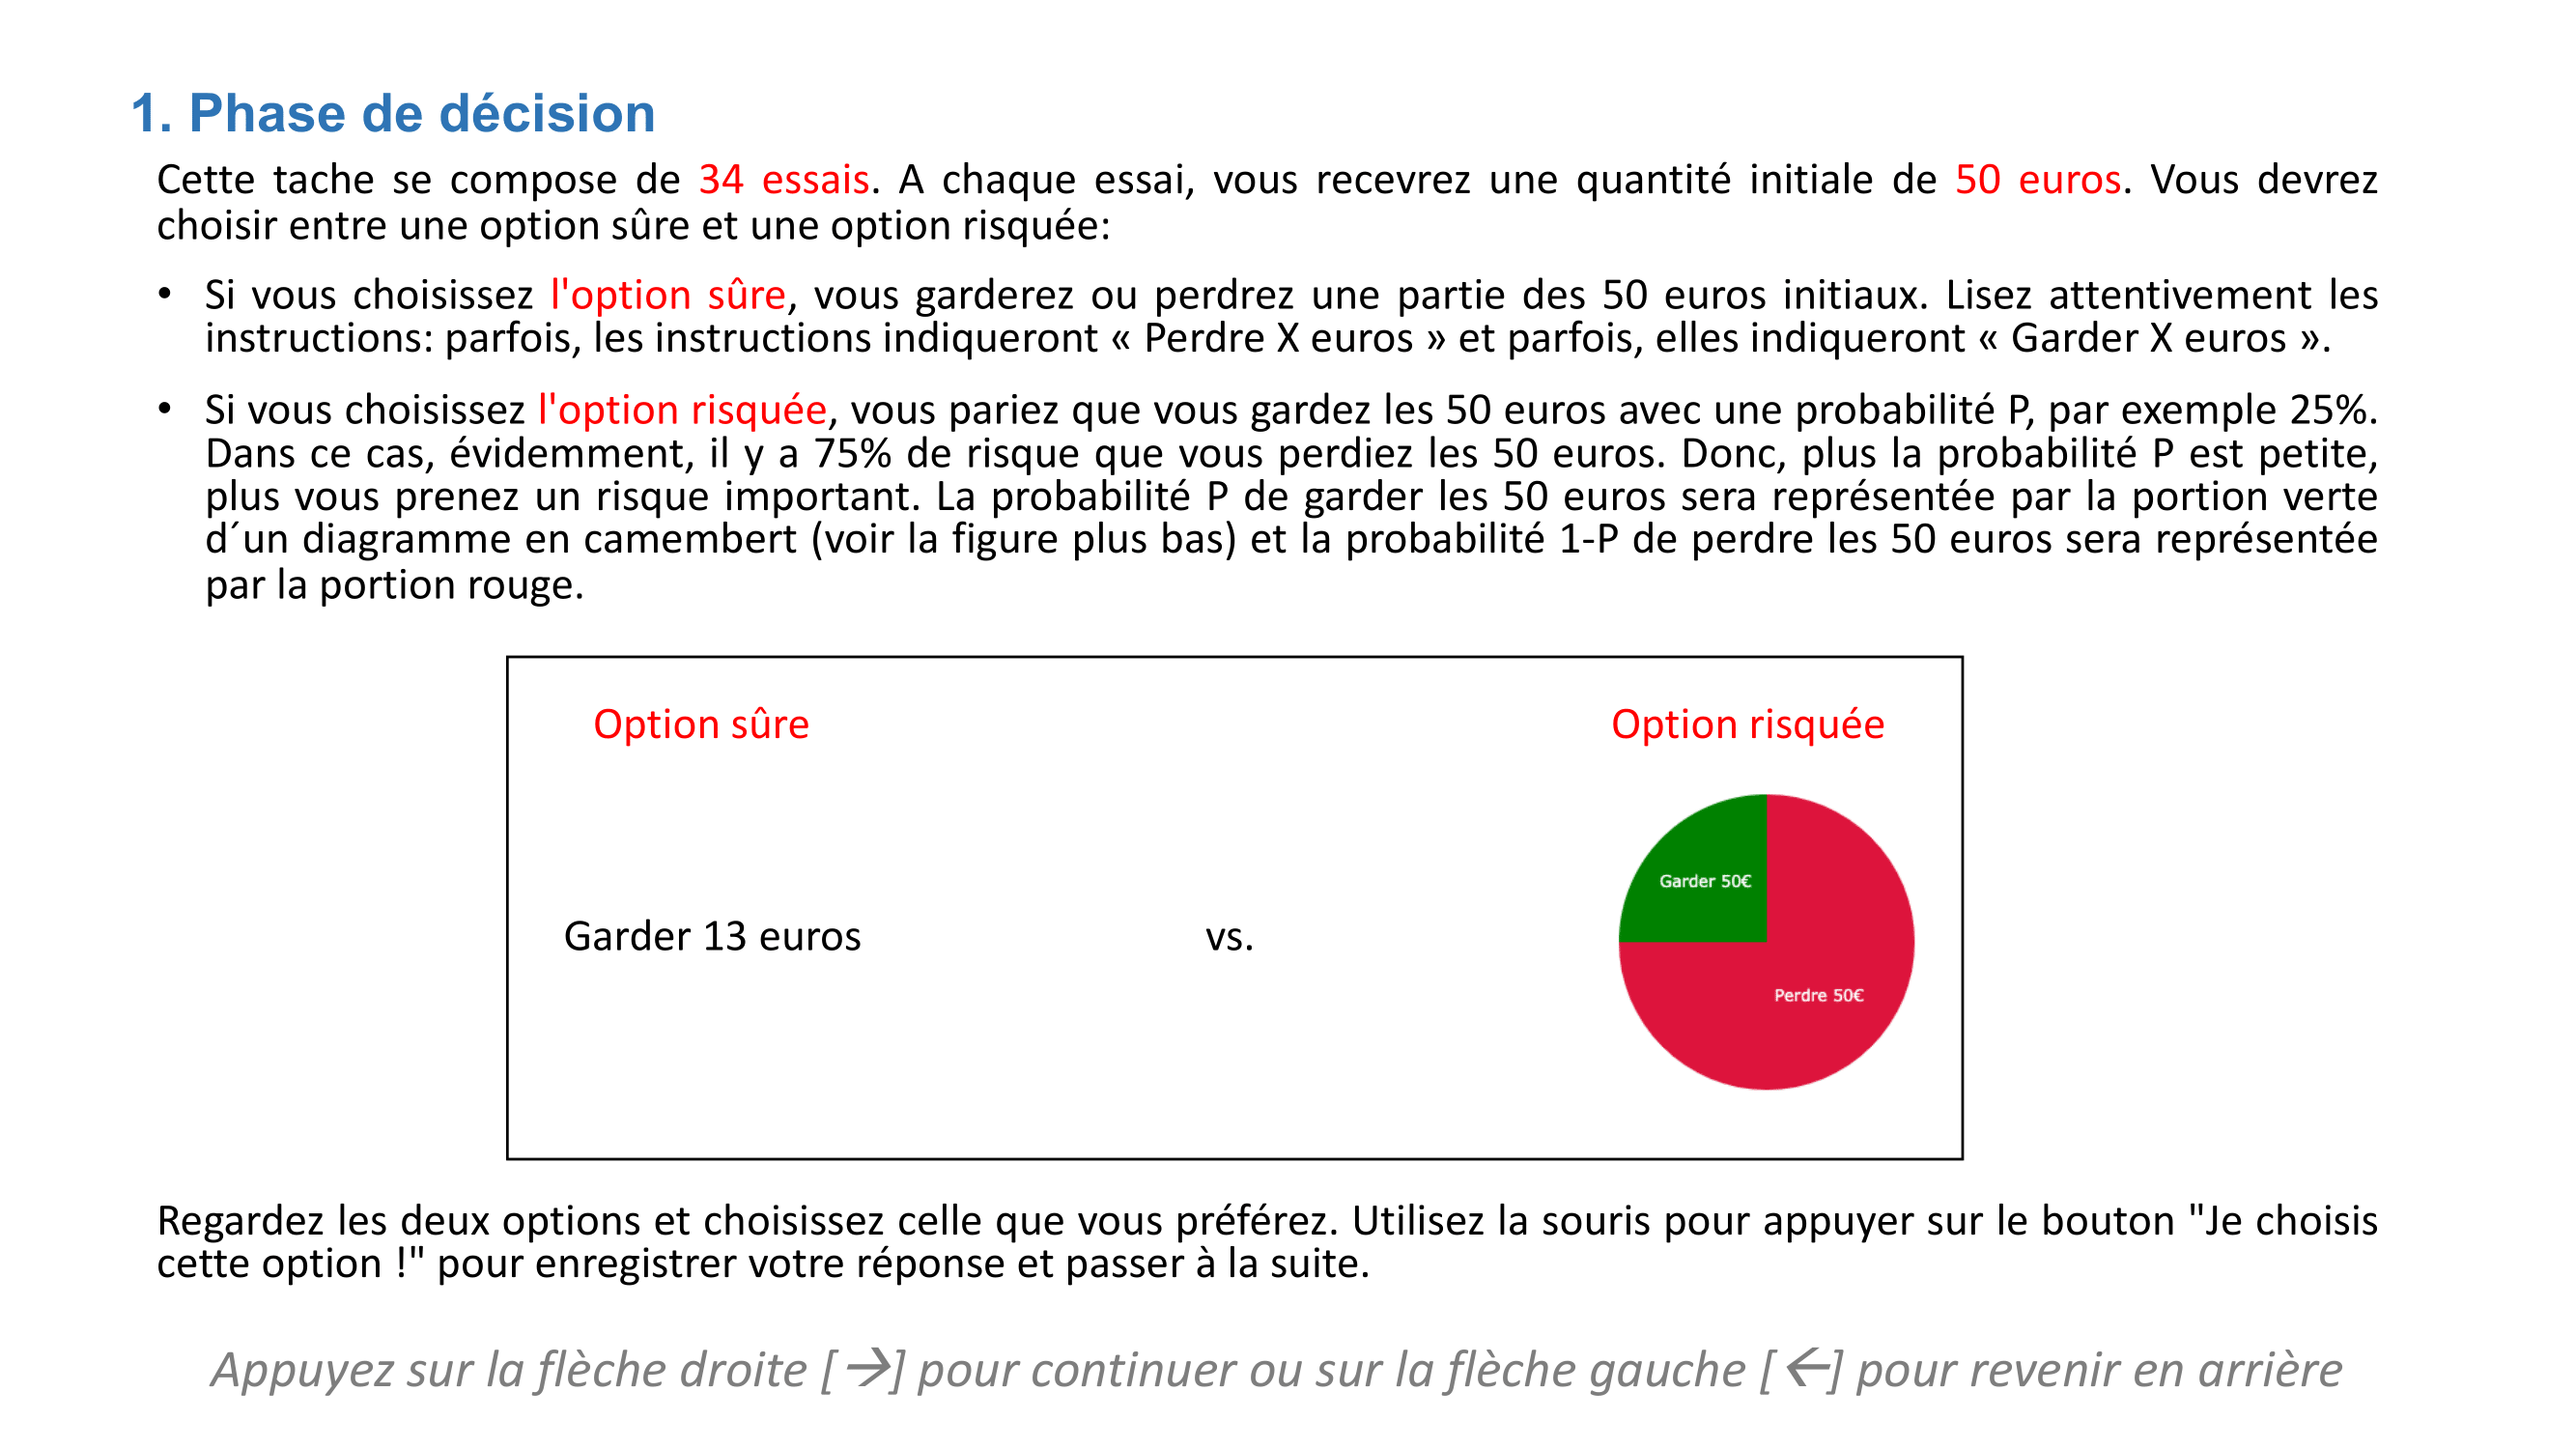 1. Phase de décision
Cette tache se compose de 34 essais. A chaque essai, vous recevrez une quantité initiale de 50 euros. Vous devrez
choisir entre une option sûre et une option risquée:
• Si vous choisissez l'option sûre, vous garderez ou perdrez une partie des 50 euros initiaux. Lisez attentivement les
instructions: parfois, les instructions indiqueront « Perdre X euros » et parfois, elles indiqueront « Garder X euros ».
• Si vous choisissez l'option risquée, vous pariez que vous gardez les 50 euros avec une probabilité P, par exemple 25%.
Dans ce cas, évidemment, il y a 75% de risque que vous perdiez les 50 euros. Donc, plus la probabilité P est petite,
plus vous prenez un risque important. La probabilité P de garder les 50 euros sera représentée par la portion verte
d´un diagramme en camembert (voir la figure plus bas) et la probabilité 1-P de perdre les 50 euros sera représentée
par la portion rouge.
Option sûre
Option risquée
Garder 50€
Garder 13 euros
vs.
Perdre 50€
Regardez les deux options et choisissez celle que vous préférez. Utilisez la souris pour appuyer sur le bouton "Je choisis
cette option !" pour enregistrer votre réponse et passer à la suite.
Appuyez sur la flèche droite [→] pour continuer ou sur la flèche gauche [←] pour revenir en arrière